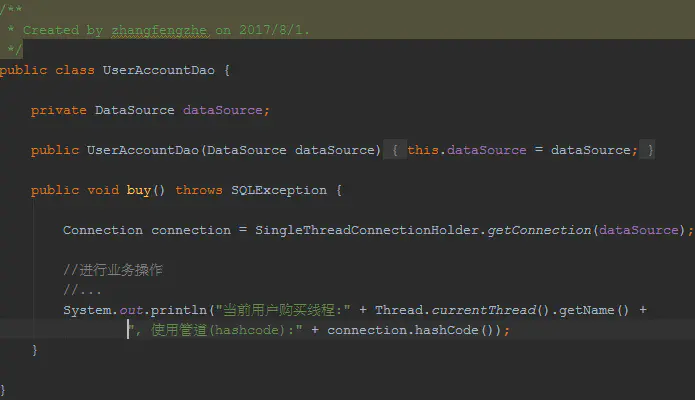 /**
 * Created by zhangfengzhe on 2017/8/1.
 */
public class UserAccountDao {
private DataSource dataSource;
public UserAccountDao(DataSource dataSource) { this.dataSource = dataSource; }
public void buy() throws SQLException {
Connection connection = SingleThreadConnectionHolder.getConnection(dataSource);
//进行业务操作
//...
System.out.println("当前用户购买线程:" + Thread.currentThread().getName() +
", 使用管道(hashcode):" + connection.hashCode());
}
}